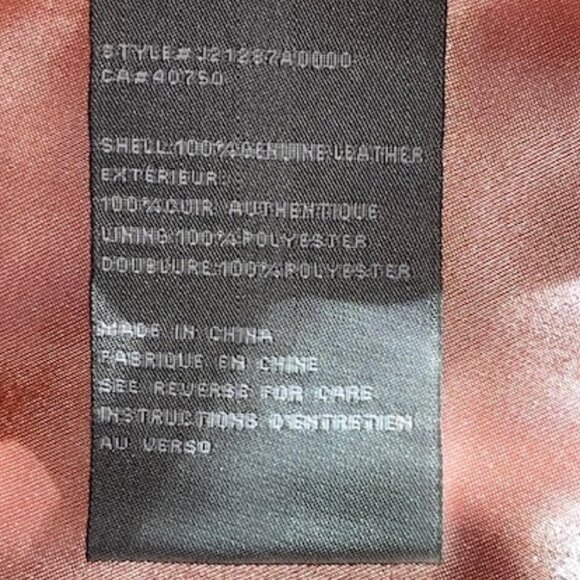 STYLE# J21287A0000
CA#40750
SHELL:100% GENUINE LEATHER
EXTÉRIEUR:
100% CUIR AUTHENTIQUE
LINING:100% POLYESTER
DOUBLURE:100% POLYESTER
MADE IN CHINA
FABRIQUE EN CHINE
SEE REVERSE FOR CARE
INSTRUCTIONS D'ENTRETIEN
AU VERSO